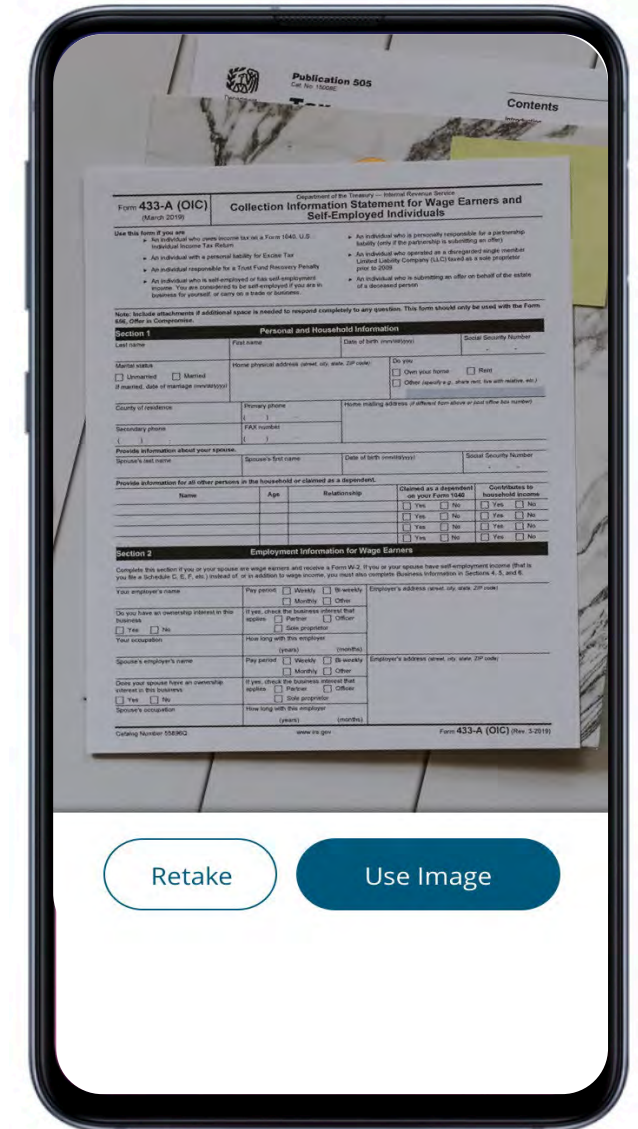 Publication 505
Cat. No. 15008E
Tax
Contents
Form 433-A (OIC)
(March 2019)
Department of the Treasury — Internal Revenue Service
Collection Information Statement for Wage Earners and
Self-Employed Individuals
Use this form if you are
► An individual who owes income tax on a Form 1040, U.S.
Individual Income Tax Return
► An individual with a personal liability for Excise Tax
► An individual responsible for a Trust Fund Recovery Penalty
► An individual who is self-employed or has self-employment
income. You are considered to be self-employed if you are in
business for yourself, or carry on a trade or business.
► An individual who is personally responsible for a partnership
liability (only if the partnership is submitting an offer)
► An individual who operated as a disregarded single member
Limited Liability Company (LLC) taxed as a sole proprietor
prior to 2009
► An individual who is submitting an offer on behalf of the estate
of a deceased person
Note: Include attachments if additional space is needed to respond completely to any question. This form should only be used with the Form
656, Offer in Compromise.
Section 1 Personal and Household Information
Last name First name Date of birth (mm/dd/yyyy) Social Security Number
- -
Marital status Home physical address (street, city, state, ZIP code) Do you
Unmarried Married Own your home Rent
If married, date of marriage (mm/dd/yyyy) Other (specify e.g., share rent, live with relative, etc.)
County of residence Primary phone Home mailing address (if different from above or post office box number)
( ) -
Secondary phone FAX number
( ) - ( ) -
Provide information about your spouse.
Spouse's last name Spouse's first name Date of birth (mm/dd/yyyy) Social Security Number
- -
Provide information for all other persons in the household or claimed as a dependent.
Name Age Relationship Claimed as a dependent on your Form 1040 Contributes to household income
Yes No Yes No
Yes No Yes No
Yes No Yes No
Yes No Yes No
Section 2 Employment Information for Wage Earners
Complete this section if you or your spouse are wage earners and receive a Form W-2. If you or your spouse have self-employment income (that is
you file a Schedule C, E, F, etc.) instead of, or in addition to wage income, you must also complete Business Information in Sections 4, 5, and 6.
Your employer's name Pay period Weekly Bi-weekly Employer's address (street, city, state, ZIP code)
Monthly Other
Do you have an ownership interest in this If yes, check the business interest that
business applies Partner Officer
Yes No Sole proprietor
Your occupation How long with this employer
(years) (months)
Spouse's employer's name Pay period Weekly Bi-weekly Employer's address (street, city, state, ZIP code)
Monthly Other
Does your spouse have an ownership If yes, check the business interest that
interest in this business applies Partner Officer
Yes No Sole proprietor
Spouse's occupation How long with this employer
(years) (months)
Catalog Number 55896Q www.irs.gov Form 433-A (OIC) (Rev. 3-2019)
Retake
Use Image